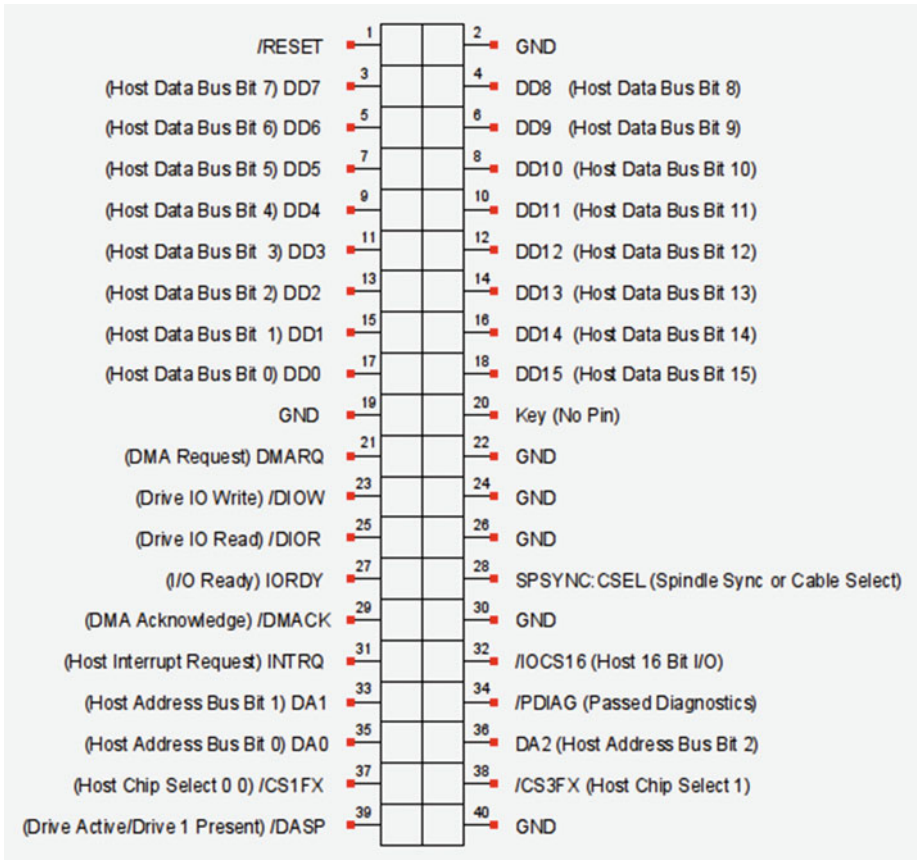 /RESET 1 2 GND
(Host Data Bus Bit 7) DD7 3 4 DD8 (Host Data Bus Bit 8)
(Host Data Bus Bit 6) DD6 5 6 DD9 (Host Data Bus Bit 9)
(Host Data Bus Bit 5) DD5 7 8 DD10 (Host Data Bus Bit 10)
(Host Data Bus Bit 4) DD4 9 10 DD11 (Host Data Bus Bit 11)
(Host Data Bus Bit 3) DD3 11 12 DD12 (Host Data Bus Bit 12)
(Host Data Bus Bit 2) DD2 13 14 DD13 (Host Data Bus Bit 13)
(Host Data Bus Bit 1) DD1 15 16 DD14 (Host Data Bus Bit 14)
(Host Data Bus Bit 0) DD0 17 18 DD15 (Host Data Bus Bit 15)
GND 19 20 Key (No Pin)
(DMA Request) DMARQ 21 22 GND
(Drive IO Write) /DIOW 23 24 GND
(Drive IO Read) /DIOR 25 26 GND
(I/O Ready) IORDY 27 28 SPSYNC:CSEL (Spindle Sync or Cable Select)
(DMA Acknowledge) /DMACK 29 30 GND
(Host Interrupt Request) INTRQ 31 32 /IOCS16 (Host 16 Bit I/O)
(Host Address Bus Bit 1) DA1 33 34 /PDIAG (Passed Diagnostics)
(Host Address Bus Bit 0) DA0 35 36 DA2 (Host Address Bus Bit 2)
(Host Chip Select 0 0) /CS1FX 37 38 /CS3FX (Host Chip Select 1)
(Drive Active/Drive 1 Present) /DASP 39 40 GND